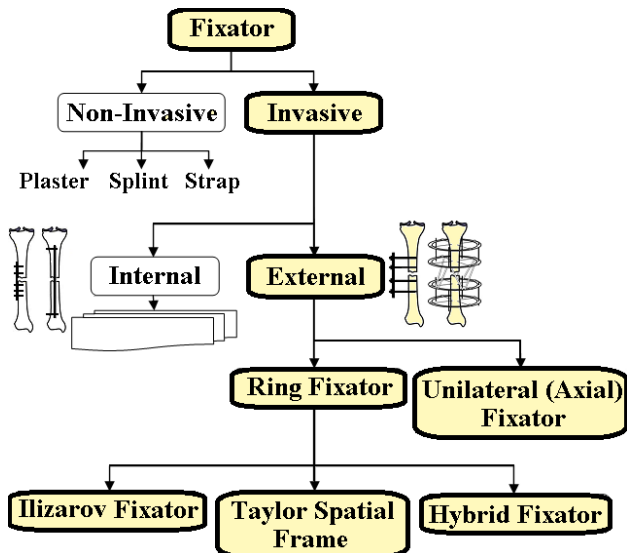 Fixator
Non-Invasive
Invasive
Plaster
Splint
Strap
Internal
External
Ring Fixator
Unilateral (Axial)
Fixator
Ilizarov Fixator
Taylor Spatial
Frame
Hybrid Fixator